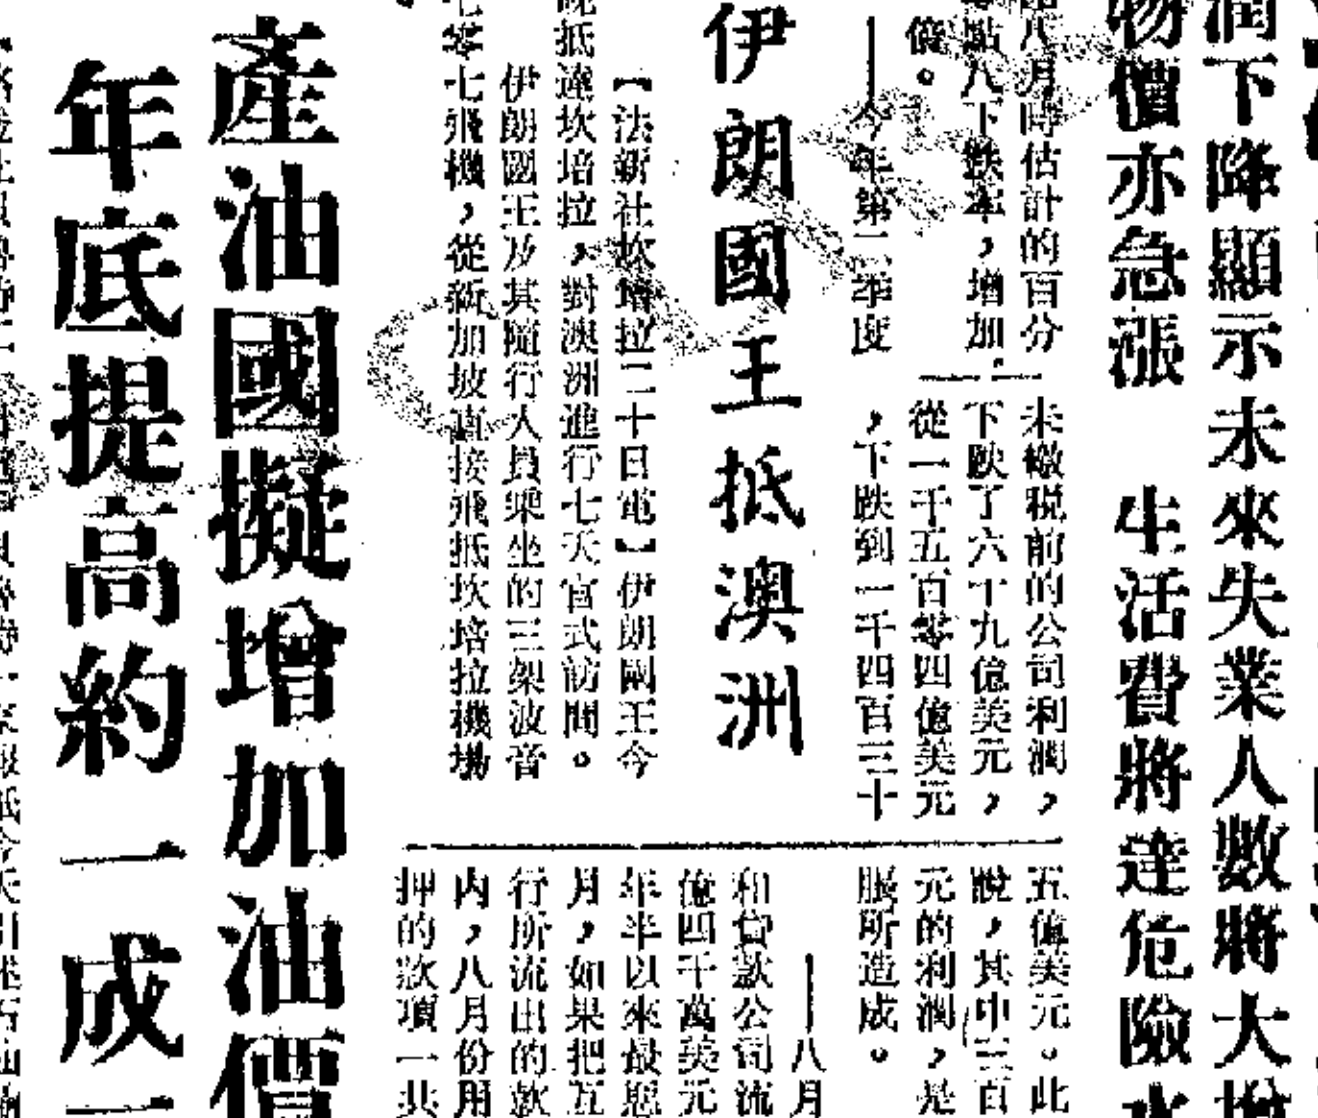 潤下降顯示未來失業人數將大增
物價亦急漲 生活費將達危險水
八月時估計的百分
點八下跌率,增加
倍。
——今年第二季度
未繳稅前的公司利潤,
下跌了六十九億美元,
從一千五百零四億美元
,下跌到一千四百三十
五億美元。此
說,其中三百
元的利潤,是
服所造成。
——八月
和貸款公司流
億四千萬美元
年半以來最惡
月,如果把互
行所流出的款
內,八月份用
押的款項一共
伊朗國王抵澳洲
【法新社坎培拉二十日電】伊朗國王今
晚抵達坎培拉,對澳洲進行七天官式訪問。
伊朗國王及其隨行人員乘坐的三架波音
七零七飛機,從新加坡直接飛抵坎培拉機場
產油國擬增加油價
年底提高約一成